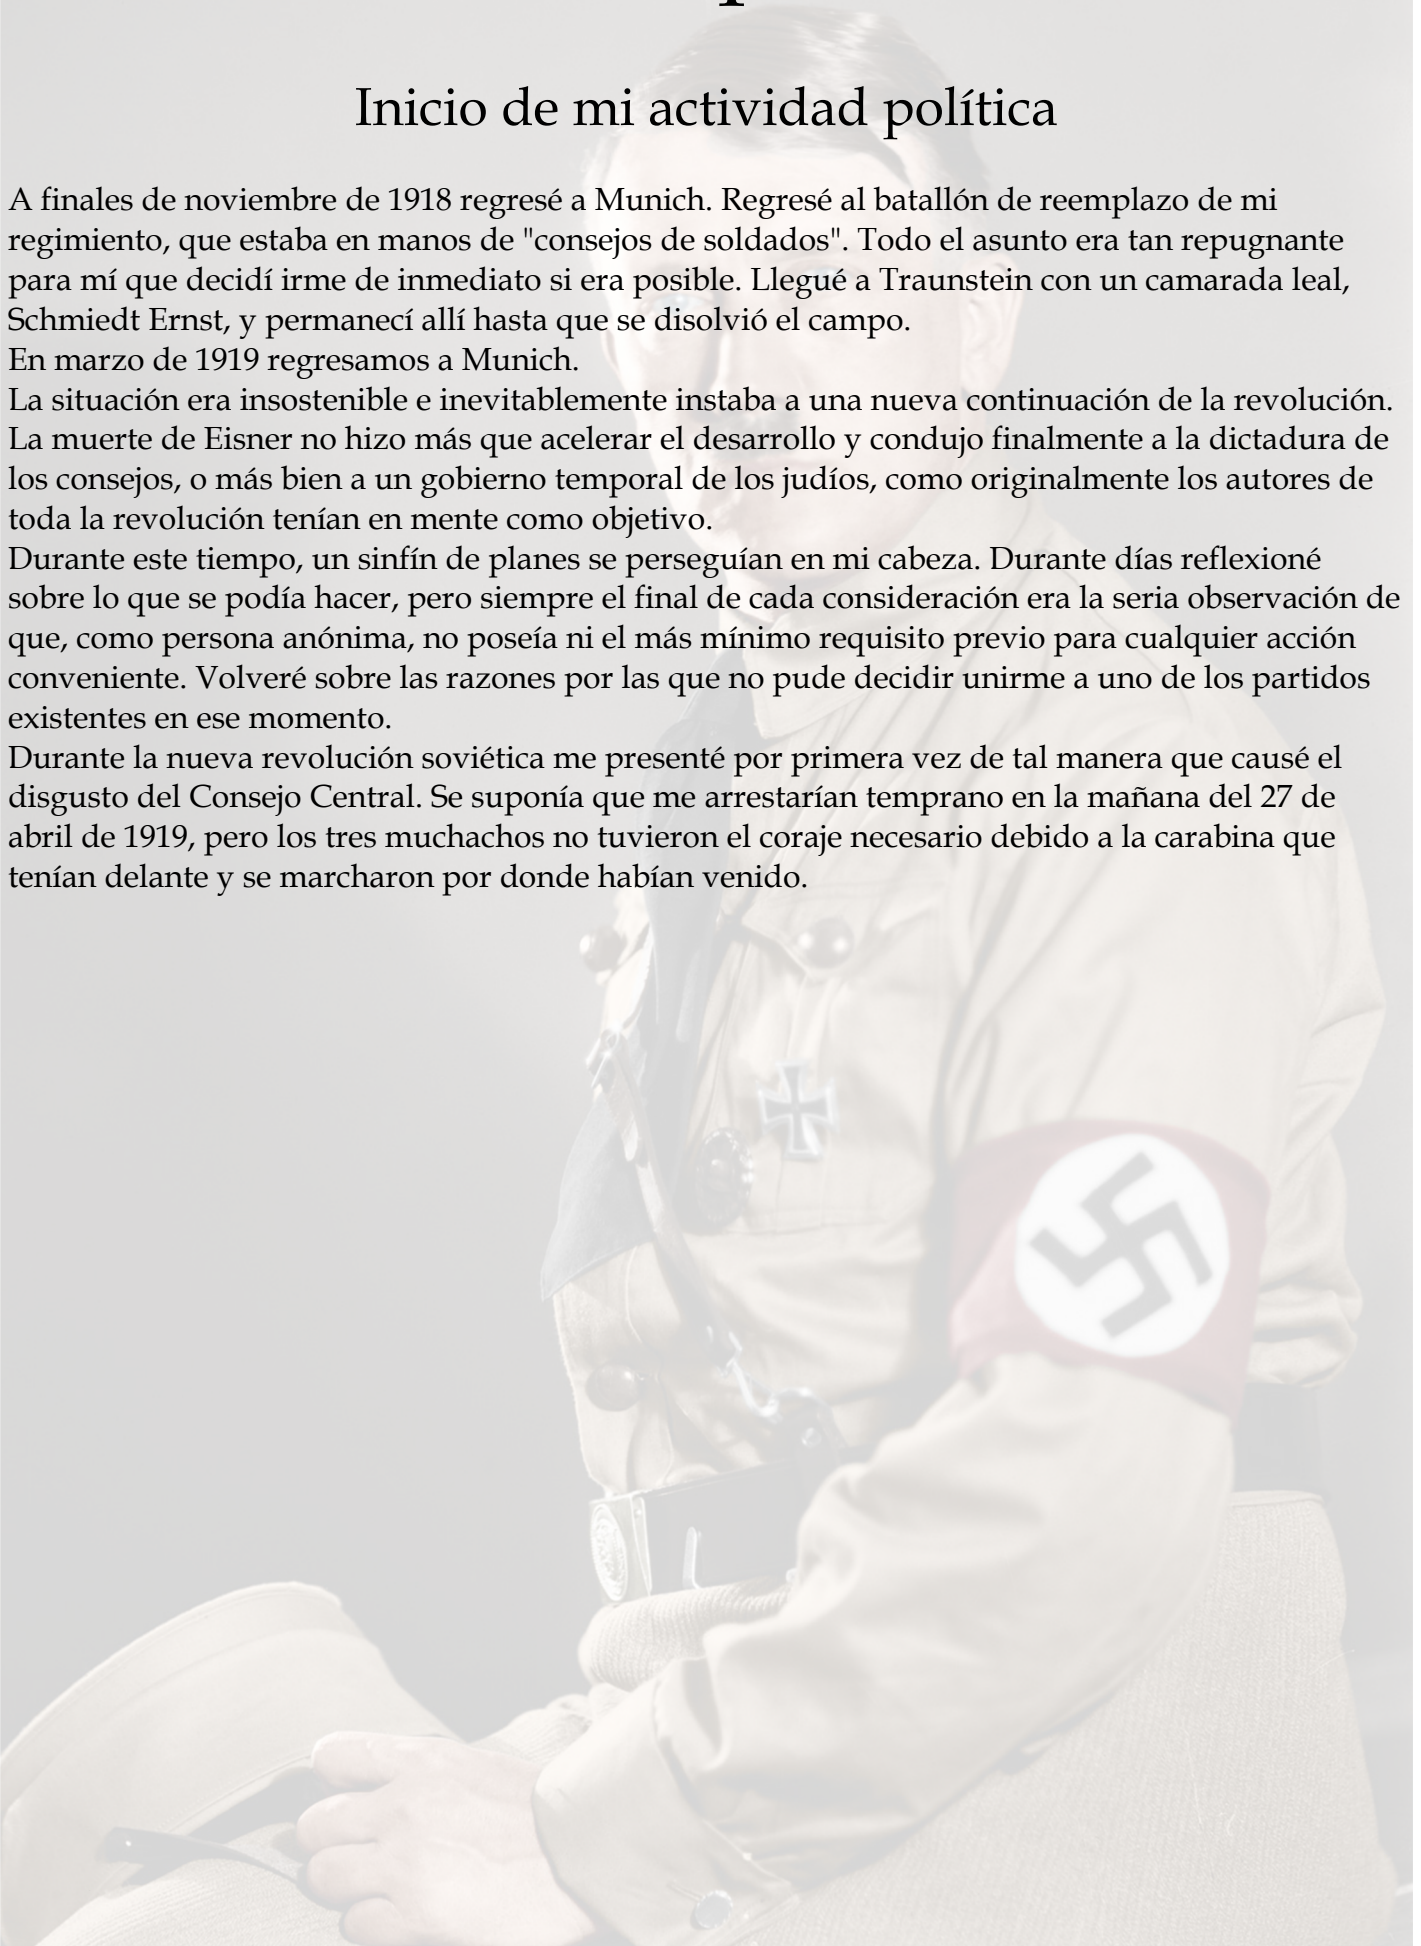 Inicio de mi actividad política
A finales de noviembre de 1918 regresé a Munich. Regresé al batallón de reemplazo de mi
regimiento, que estaba en manos de "consejos de soldados". Todo el asunto era tan repugnante
para mí que decidí irme de inmediato si era posible. Llegué a Traunstein con un camarada leal,
Schmiedt Ernst, y permanecí allí hasta que se disolvió el campo.
En marzo de 1919 regresamos a Munich.
La situación era insostenible e inevitablemente instaba a una nueva continuación de la revolución.
La muerte de Eisner no hizo más que acelerar el desarrollo y condujo finalmente a la dictadura de
los consejos, o más bien a un gobierno temporal de los judíos, como originalmente los autores de
toda la revolución tenían en mente como objetivo.
Durante este tiempo, un sinfín de planes se perseguían en mi cabeza. Durante días reflexioné
sobre lo que se podía hacer, pero siempre el final de cada consideración era la seria observación de
que, como persona anónima, no poseía ni el más mínimo requisito previo para cualquier acción
conveniente. Volveré sobre las razones por las que no pude decidir unirme a uno de los partidos
existentes en ese momento.
Durante la nueva revolución soviética me presenté por primera vez de tal manera que causé el
disgusto del Consejo Central. Se suponía que me arrestarían temprano en la mañana del 27 de
abril de 1919, pero los tres muchachos no tuvieron el coraje necesario debido a la carabina que
tenían delante y se marcharon por donde habían venido.